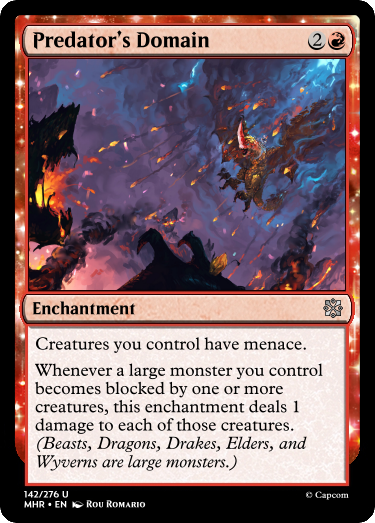 Predator's Domain 2
Enchantment
Creatures you control have menace.
Whenever a large monster you control
becomes blocked by one or more
creatures, this enchantment deals 1
damage to each of those creatures.
(Beasts, Dragons, Drakes, Elders, and
Wyverns are large monsters.)
142/276 U
MHR • EN Rou Romario
© Capcom